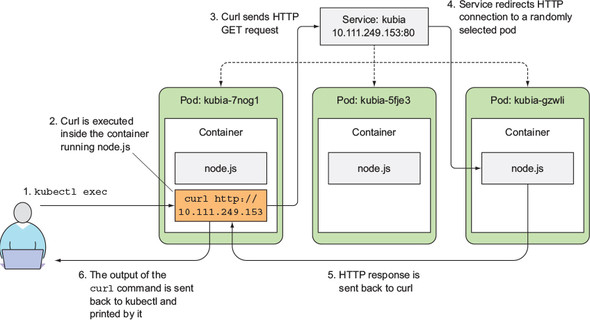 3. Curl sends HTTP
GET request
Service: kubia
10.111.249.153:80
4. Service redirects HTTP
connection to a randomly
selected pod
Pod: kubia-7nog1
Pod: kubia-5fje3
Pod: kubia-gzwli
2. Curl is executed
inside the container
running node.js
Container
Container
Container
node.js
node.js
node.js
1. kubectl exec
curl http://
10.111.249.153
6. The output of the
curl command is sent
back to kubectl and
printed by it
5. HTTP response is
sent back to curl